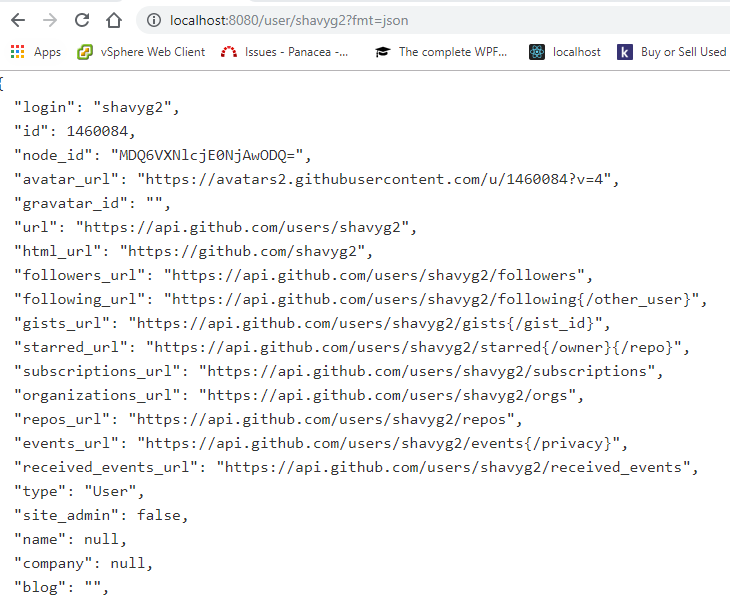 localhost:8080/user/shavyg2?fmt=json
Apps vSphere Web Client Issues - Panacea -... The complete WPF... localhost k Buy or Sell Used
{
"login": "shavyg2",
"id": 1460084,
"node_id": "MDQ6VXNlcjE0NjAwODQ=",
"avatar_url": "https://avatars2.githubusercontent.com/u/1460084?v=4",
"gravatar_id": "",
"url": "https://api.github.com/users/shavyg2",
"html_url": "https://github.com/shavyg2",
"followers_url": "https://api.github.com/users/shavyg2/followers",
"following_url": "https://api.github.com/users/shavyg2/following{/other_user}",
"gists_url": "https://api.github.com/users/shavyg2/gists{/gist_id}",
"starred_url": "https://api.github.com/users/shavyg2/starred{/owner}{/repo}",
"subscriptions_url": "https://api.github.com/users/shavyg2/subscriptions",
"organizations_url": "https://api.github.com/users/shavyg2/orgs",
"repos_url": "https://api.github.com/users/shavyg2/repos",
"events_url": "https://api.github.com/users/shavyg2/events{/privacy}",
"received_events_url": "https://api.github.com/users/shavyg2/received_events",
"type": "User",
"site_admin": false,
"name": null,
"company": null,
"blog": "",